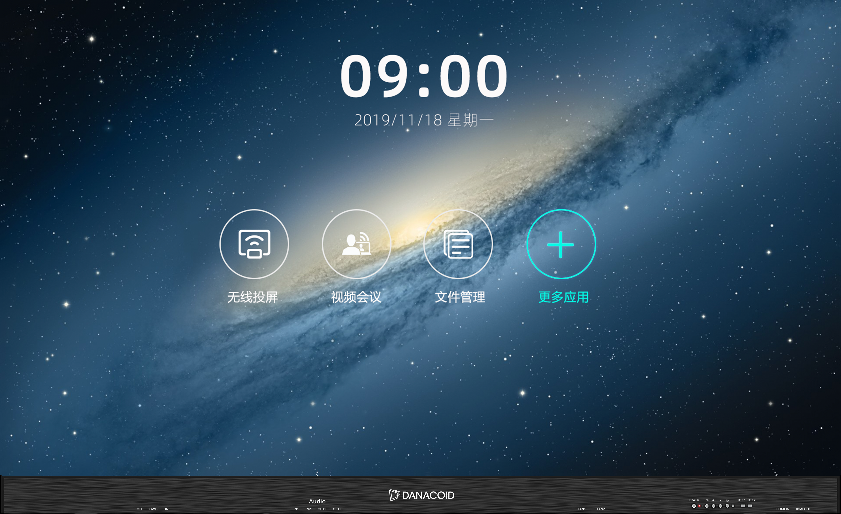 09:00
2019/11/18 星期一
无线投屏
视频会议
文件管理
更多应用
Audio
DANACOID